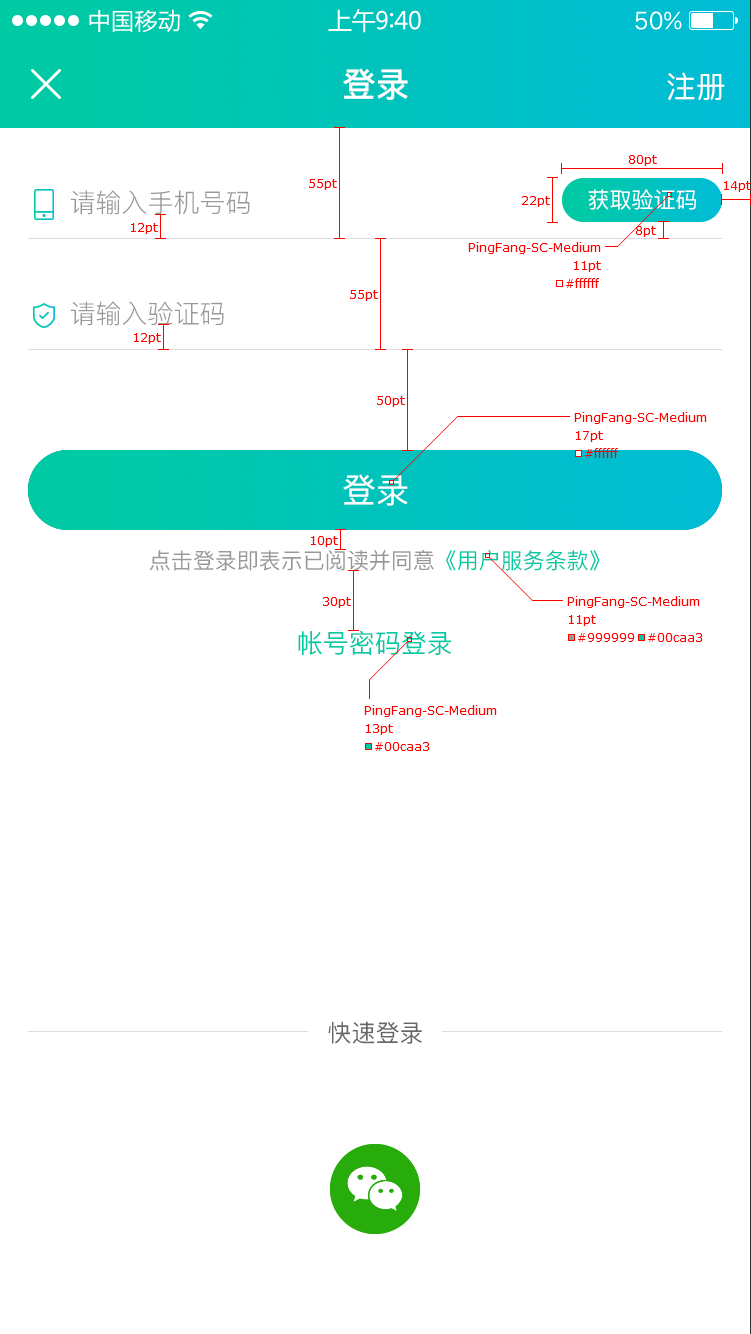 中国移动 上午9:40 50%
登录 注册
80pt
55pt
22pt
14pt
请输入手机号码 获取验证码
12pt
8pt
PingFang-SC-Medium
11pt
#ffffff
55pt
请输入验证码
12pt
50pt
PingFang-SC-Medium
17pt
#ffffff
登录
10pt
点击登录即表示已阅读并同意《用户服务条款》
30pt
PingFang-SC-Medium
11pt
#999999 #00caa3
帐号密码登录
PingFang-SC-Medium
13pt
#00caa3
快速登录